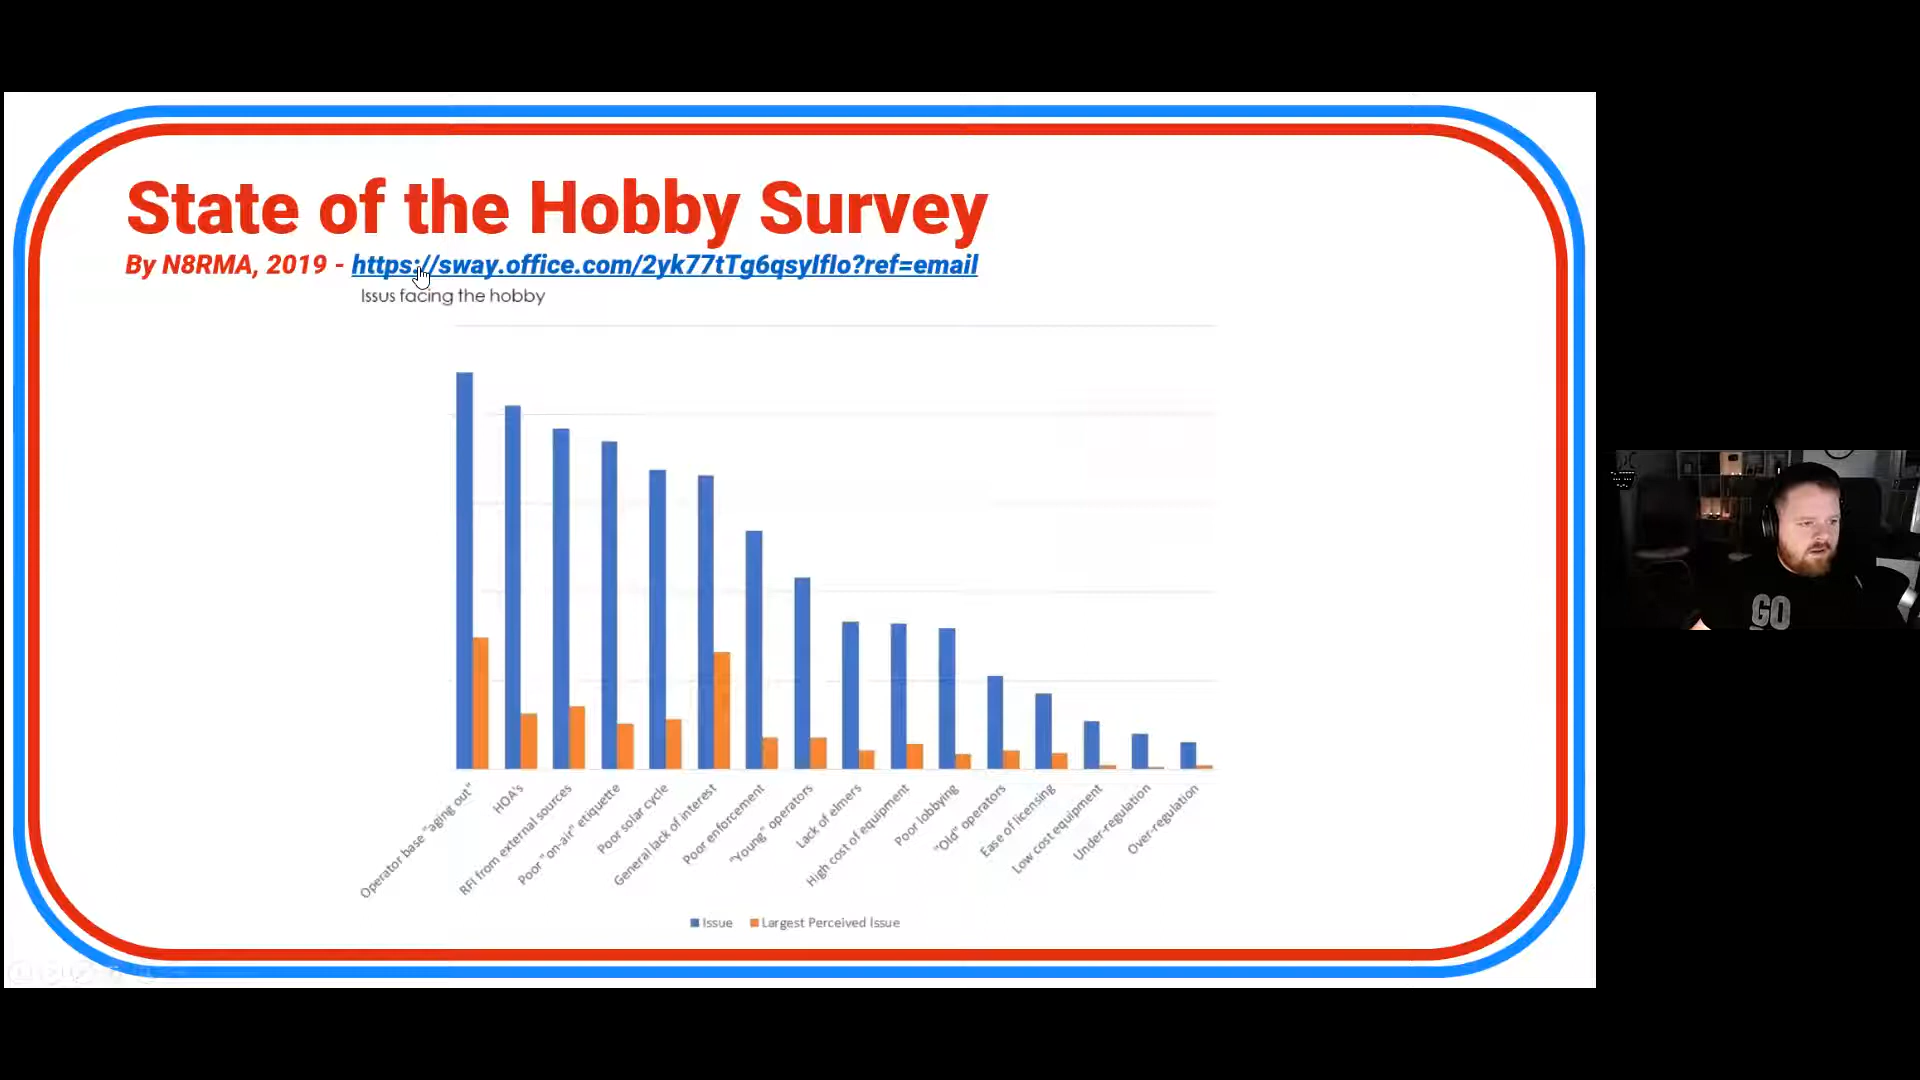 State of the Hobby Survey
By N8RMA, 2019 - https://sway.office.com/2yk77tTg6qsyIfIo?ref=email
Issus facing the hobby
Operator base "aging out"
HOA's
RFI from external sources
Poor "on-air" etiquette
Poor solar cycle
General lack of interest
Poor enforcement
"Young" operators
Lack of elmers
High cost of equipment
Poor lobbying
"Old" operators
Ease of licensing
Low cost equipment
Under-regulation
Over-regulation
Issue
Largest Perceived Issue
GO